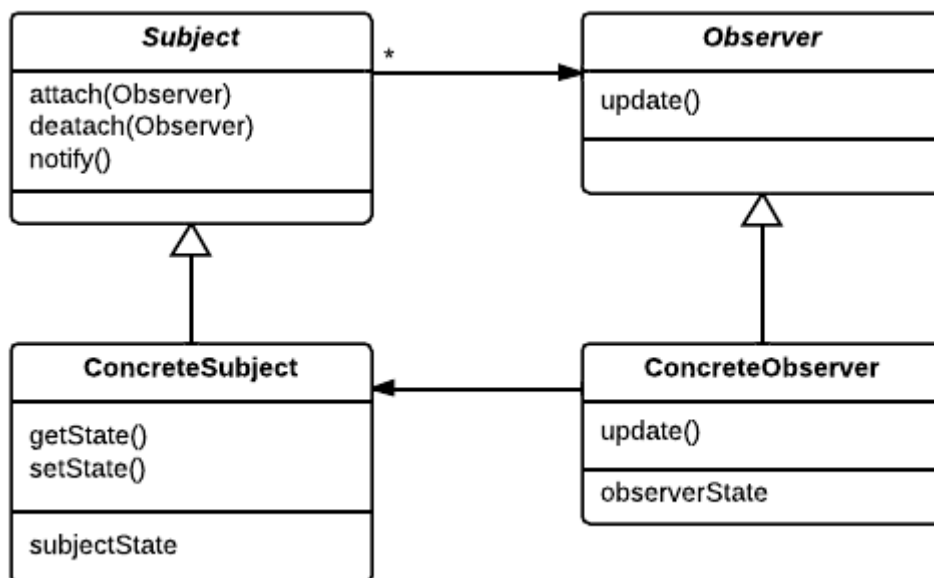 Subject
*
attach(Observer)
deatach(Observer)
notify()
Observer
update()
ConcreteSubject
getState()
setState()
subjectState
ConcreteObserver
update()
observerState